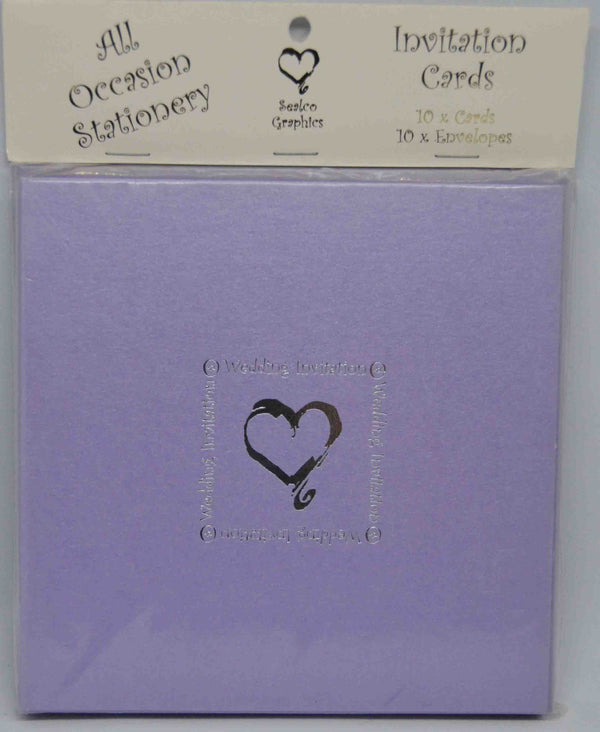 All
Occasion
Stationery
Sealco
Graphics
Invitation
Cards
10 x Cards
10 x Envelopes
Wedding Invitation
Wedding Invitation
Wedding Invitation
Wedding Invitation